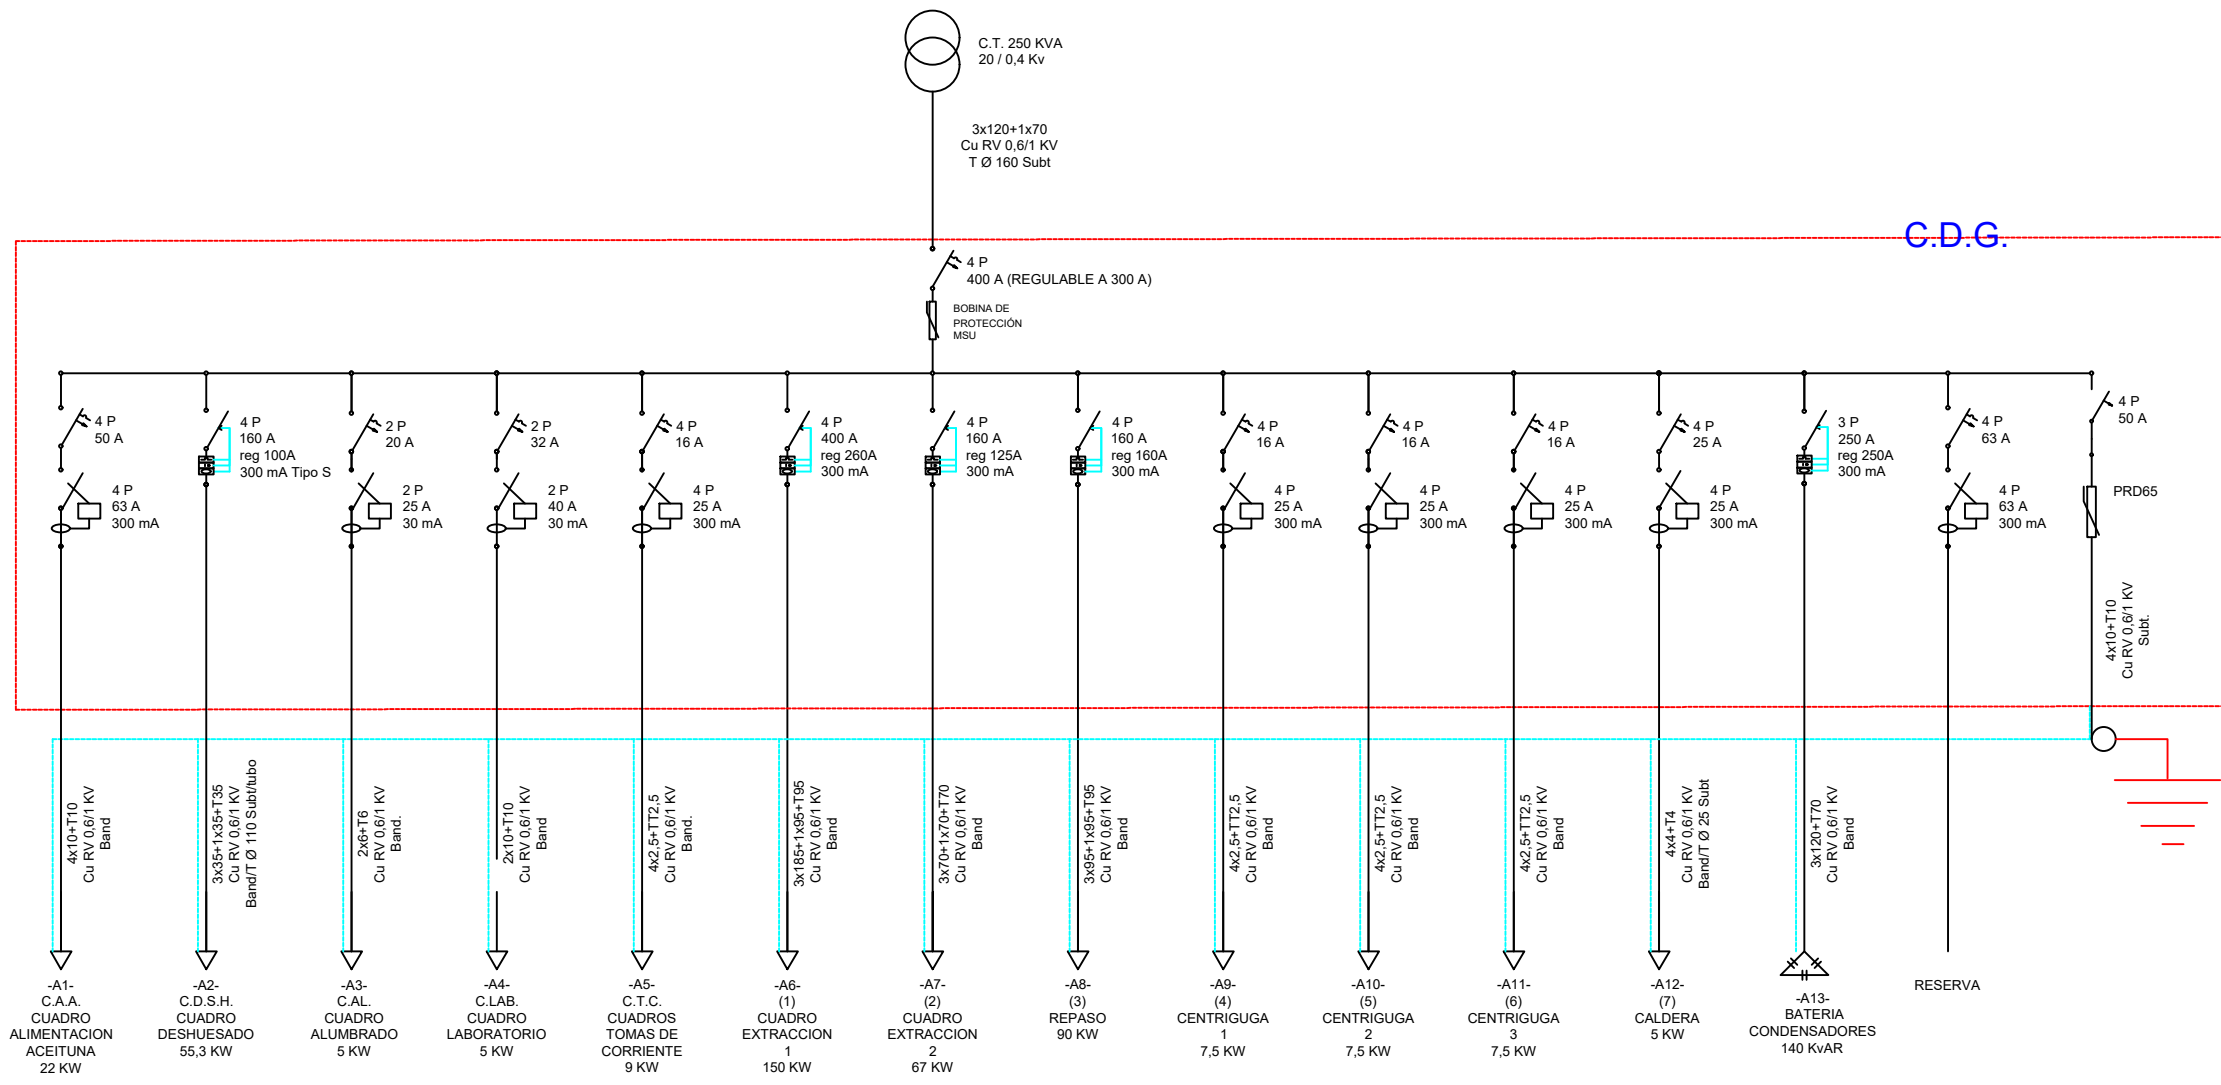 C.T. 250 KVA
20 / 0,4 Kv
3x120+1x70
Cu RV 0,6/1 KV
T Ø 160 Subt
C.D.G.
4 P
400 A (REGULABLE A 300 A)
BOBINA DE
PROTECCIÓN
MSU
4 P
50 A
4 P
63 A
300 mA
4 P
160 A
reg 100A
300 mA Tipo S
2 P
20 A
2 P
25 A
30 mA
2 P
32 A
2 P
40 A
30 mA
4 P
16 A
4 P
25 A
300 mA
4 P
400 A
reg 260A
300 mA
4 P
160 A
reg 125A
300 mA
4 P
160 A
reg 160A
300 mA
4 P
16 A
4 P
25 A
300 mA
4 P
16 A
4 P
25 A
300 mA
4 P
16 A
4 P
25 A
300 mA
4 P
25 A
4 P
25 A
300 mA
3 P
250 A
reg 250A
300 mA
4 P
63 A
4 P
63 A
300 mA
4 P
50 A
PRD65
4x10+T10
Cu RV 0,6/1 KV
Subt.
4x10+T10
Cu RV 0,6/1 KV
Band
3x35+1x35+T35
Cu RV 0,6/1 KV
Band/T Ø 110 Subt/tubo
2x6+T6
Cu RV 0,6/1 KV
Band.
2x10+T10
Cu RV 0,6/1 KV
Band
4x2,5+TT2,5
Cu RV 0,6/1 KV
Band.
3x185+1x95+T95
Cu RV 0,6/1 KV
Band
3x70+1x70+T70
Cu RV 0,6/1 KV
Band
3x95+1x95+T95
Cu RV 0,6/1 KV
Band
4x2,5+TT2,5
Cu RV 0,6/1 KV
Band
4x2,5+TT2,5
Cu RV 0,6/1 KV
Band
4x2,5+TT2,5
Cu RV 0,6/1 KV
Band
4x4+T4
Cu RV 0,6/1 KV
Band/T Ø 25 Subt
3x120+T70
Cu RV 0,6/1 KV
Band
-A1-
C.A.A.
CUADRO
ALIMENTACION
ACEITUNA
22 KW
-A2-
C.D.S.H.
CUADRO
DESHUESADO
55,3 KW
-A3-
C.AL.
CUADRO
ALUMBRADO
5 KW
-A4-
C.LAB.
CUADRO
LABORATORIO
5 KW
-A5-
C.T.C.
CUADROS
TOMAS DE
CORRIENTE
9 KW
-A6-
(1)
CUADRO
EXTRACCION
1
150 KW
-A7-
(2)
CUADRO
EXTRACCION
2
67 KW
-A8-
(3)
REPASO
90 KW
-A9-
(4)
CENTRIGUGA
1
7,5 KW
-A10-
(5)
CENTRIGUGA
2
7,5 KW
-A11-
(6)
CENTRIGUGA
3
7,5 KW
-A12-
(7)
CALDERA
5 KW
-A13-
BATERIA
CONDENSADORES
140 KvAR
RESERVA